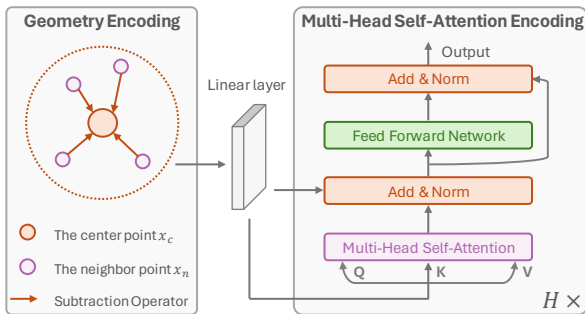 Geometry Encoding
The center point x_c
The neighbor point x_n
Subtraction Operator
Linear layer
Multi-Head Self-Attention Encoding
Output
Add & Norm
Feed Forward Network
Add & Norm
Multi-Head Self-Attention
Q K V
H ×